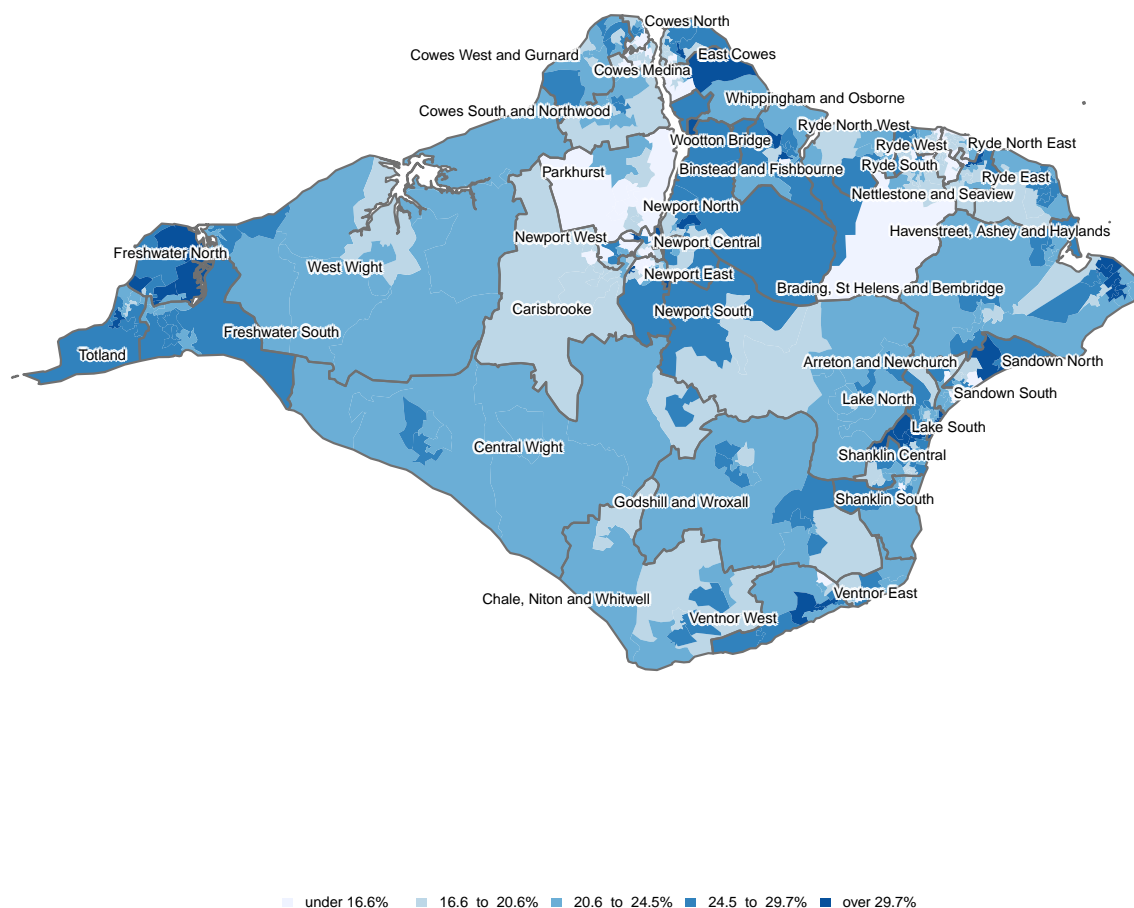 Cowes North
Cowes West and Gurnard
East Cowes
Cowes Medina
Whippingham and Osborne
Cowes South and Northwood
Ryde North West
Wootton Bridge
Ryde West
Ryde North East
Ryde South
Parkhurst
Binstead and Fishbourne
Ryde East
Nettlestone and Seaview
Newport North
Havenstreet, Ashey and Haylands
Newport West
Newport Central
Freshwater North
West Wight
Newport East
Brading, St Helens and Bembridge
Carisbrooke
Newport South
Freshwater South
Totland
Arreton and Newchurch
Sandown North
Sandown South
Lake North
Lake South
Central Wight
Shanklin Central
Godshill and Wroxall
Shanklin South
Ventnor East
Chale, Niton and Whitwell
Ventnor West
under 16.6% 16.6 to 20.6% 20.6 to 24.5% 24.5 to 29.7% over 29.7%